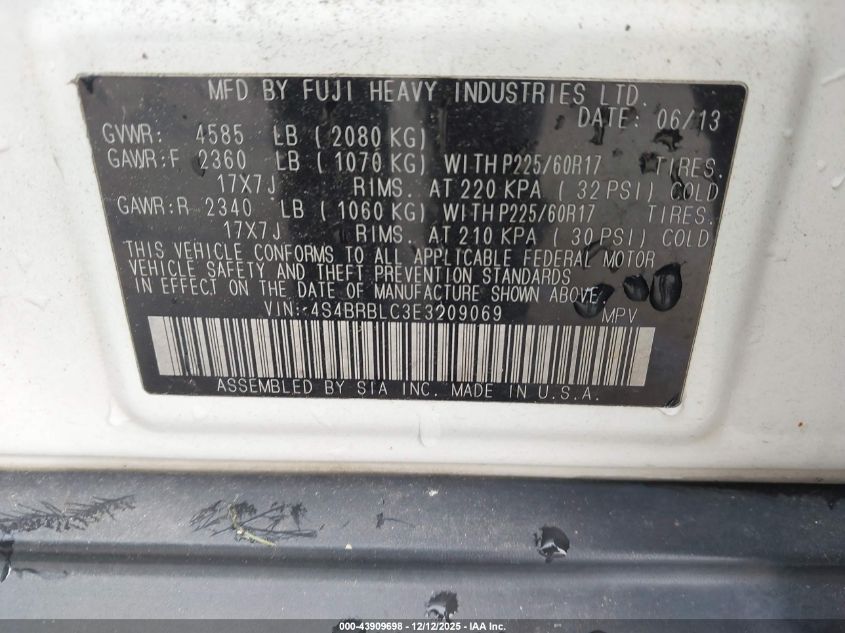 MFD BY FUJI HEAVY INDUSTRIES LTD.
DATE: 06/13
GVWR: 4585 LB (2080 KG)
GAWR:F 2360 LB (1070 KG) WITH P225/60R17 TIRES.
17X7J RIMS. AT 220 KPA (32 PSI) COLD
GAWR:R 2340 LB (1060 KG) WITH P225/60R17 TIRES.
17X7J RIMS. AT 210 KPA (30 PSI) COLD
THIS VEHICLE CONFORMS TO ALL APPLICABLE FEDERAL MOTOR
VEHICLE SAFETY AND THEFT PREVENTION STANDARDS
IN EFFECT ON THE DATE OF MANUFACTURE SHOWN ABOVE.
VIN: 4S4BRBLC3E3209069 MPV
ASSEMBLED BY SIA INC. MADE IN U.S.A.
000-43909698 - 12/12/2025 - IAA